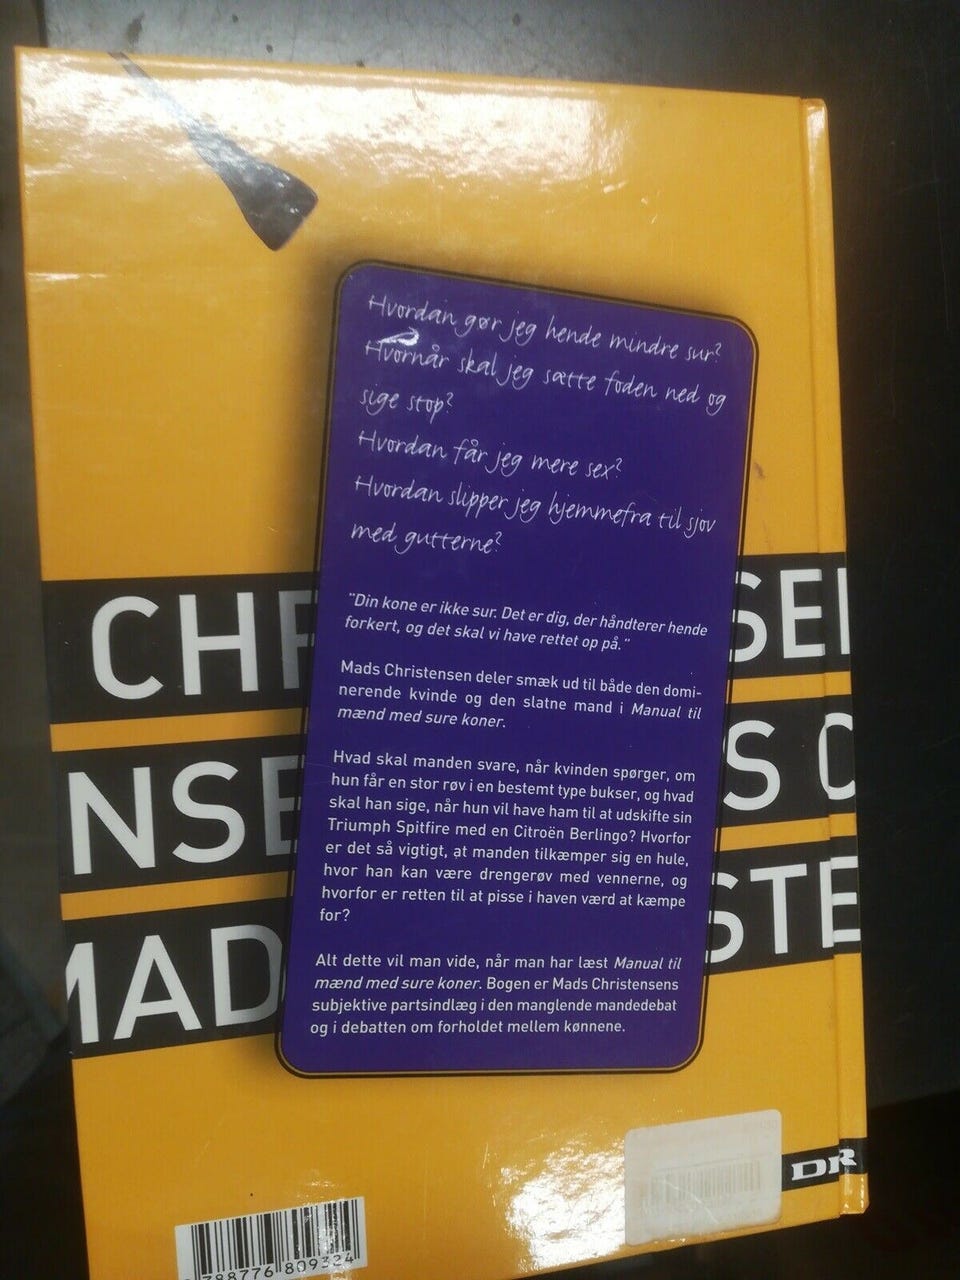 Hvordan gør jeg hende mindre sur?
Hvornår skal jeg sætte foden ned og
sige stop?
Hvordan får jeg mere sex?
Hvordan slipper jeg hjemmefra til sjov
med gutterne?
"Din kone er ikke sur. Det er dig, der håndterer hende
forkert, og det skal vi have rettet op på."
Mads Christensen deler smæk ud til både den domi-
nerende kvinde og den slatne mand i Manual til
mænd med sure koner.
Hvad skal manden svare, når kvinden spørger, om
hun får en stor røv i en bestemt type bukser, og hvad
skal han sige, når hun vil have ham til at udskifte sin
Triumph Spitfire med en Citroën Berlingo? Hvorfor
er det så vigtigt, at manden tilkæmper sig en hule,
hvor han kan være drengerøv med vennerne, og
hvorfor er retten til at pisse i haven værd at kæmpe
for?
Alt dette vil man vide, når man har læst Manual til
mænd med sure koner. Bogen er Mads Christensens
subjektive partsindlæg i den manglende mandedebat
og i debatten om forholdet mellem kønnene.
CHR SEN
NSE S C
MAD STE
DR
788776 809324